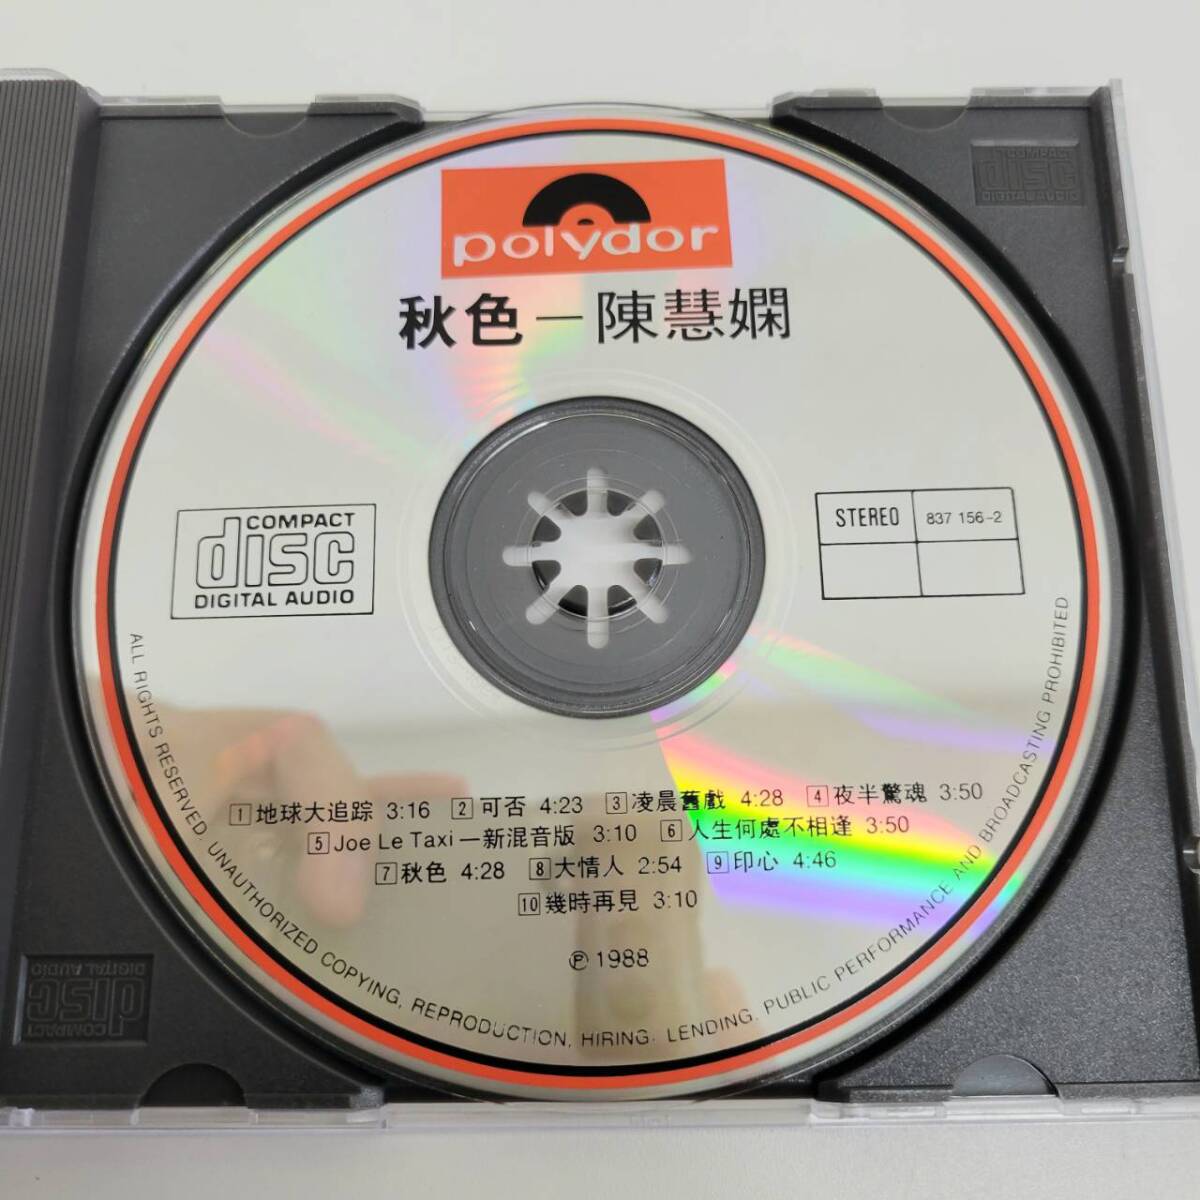 polydor
秋色－陳慧嫻
COMPACT
disc
DIGITAL AUDIO
STEREO 837 156-2
1 地球大追踪 3:16 2 可否 4:23 3 凌晨舊戲 4:28 4 夜半驚魂 3:50
5 Joe Le Taxi－新混音版 3:10 6 人生何處不相逢 3:50
7 秋色 4:28 8 大情人 2:54 9 印心 4:46
10 幾時再見 3:10
Ⓟ 1988
ALL RIGHTS RESERVED. UNAUTHORIZED COPYING, REPRODUCTION, HIRING, LENDING, PUBLIC PERFORMANCE AND BROADCASTING PROHIBITED
COMPACT
disc
DIGITAL AUDIO
COMPACT
disc
DIGITAL AUDIO